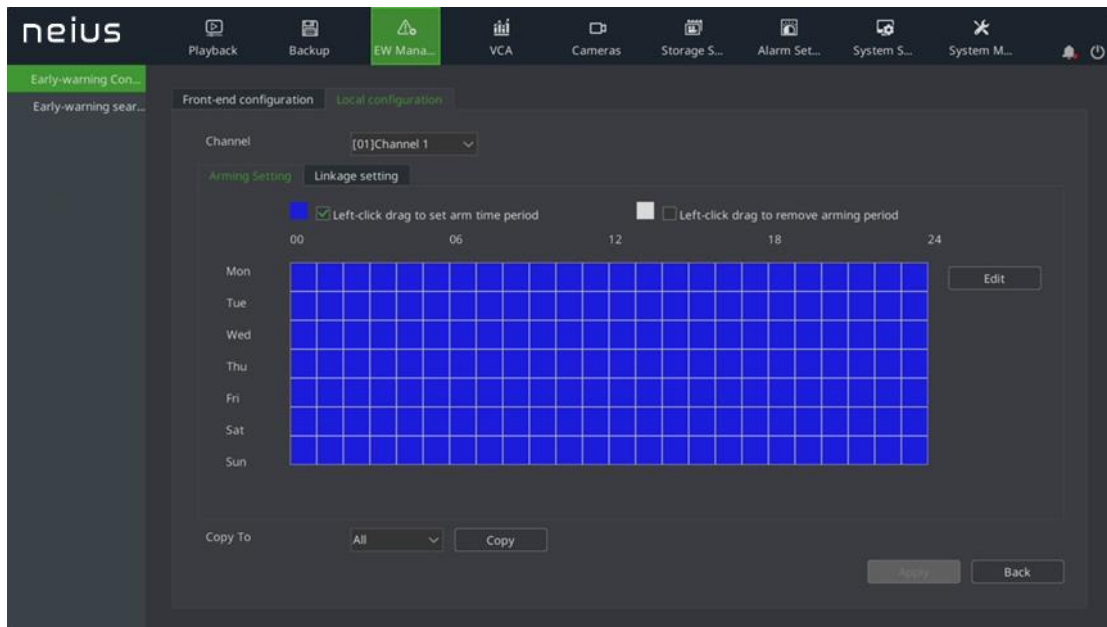 neius
Playback Backup EW Mana... VCA Cameras Storage S... Alarm Set... System S... System M...
Early-warning Con...
Early-warning sear...
Front-end configuration Local configuration
Channel [01]Channel 1
Arming Setting Linkage setting
Left-click drag to set arm time period Left-click drag to remove arming period
00 06 12 18 24
Mon Edit
Tue
Wed
Thu
Fri
Sat
Sun
Copy To All Copy
Apply Back